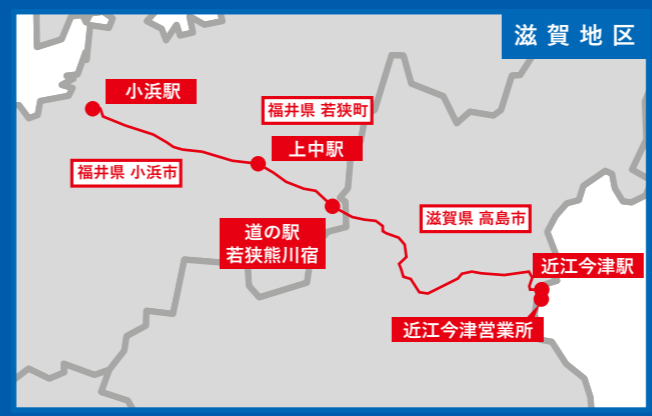 滋賀地区
小浜駅
福井県 若狭町
上中駅
福井県 小浜市
道の駅
若狭熊川宿
滋賀県 高島市
近江今津駅
近江今津営業所